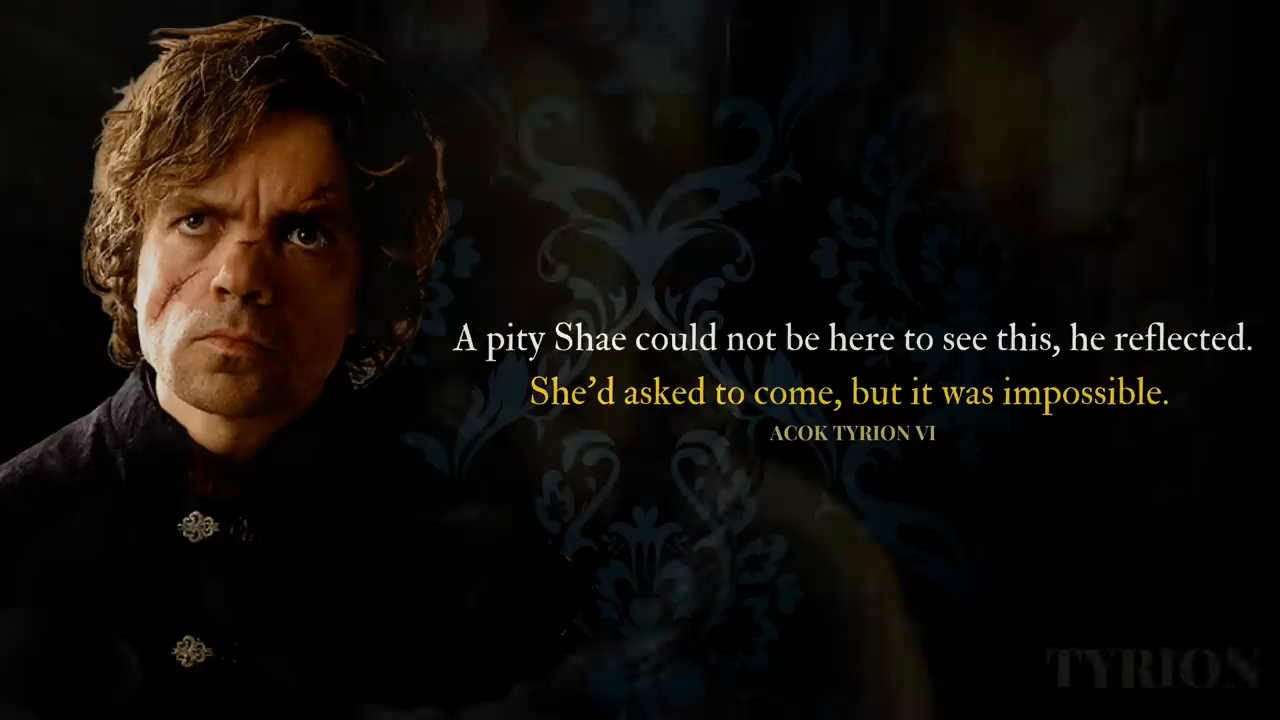 A pity Shae could not be here to see this, he reflected.
She’d asked to come, but it was impossible.
ACOK TYRION VI
TYRION